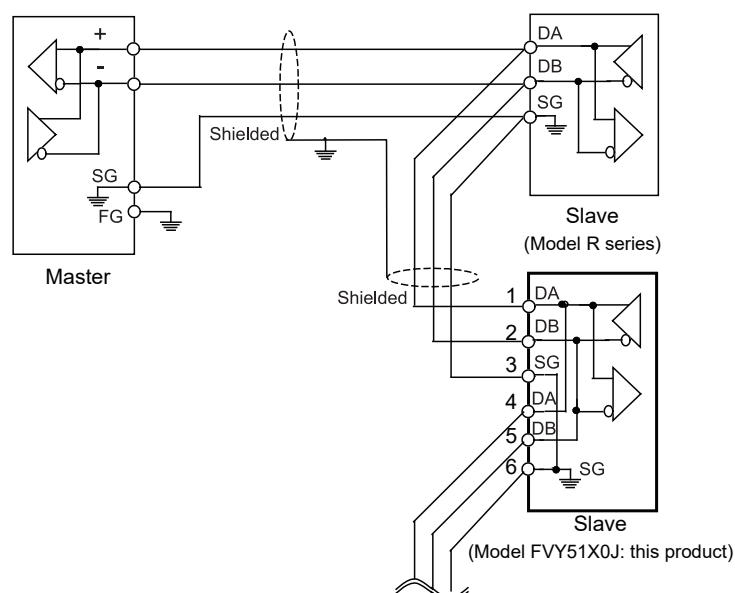 +
-
SG
FG
Master
Shielded
DA
DB
SG
Slave
(Model R series)
Shielded
1
DA
2
DB
3
SG
4
DA
5
DB
6
SG
Slave
(Model FVY51X0J: this product)